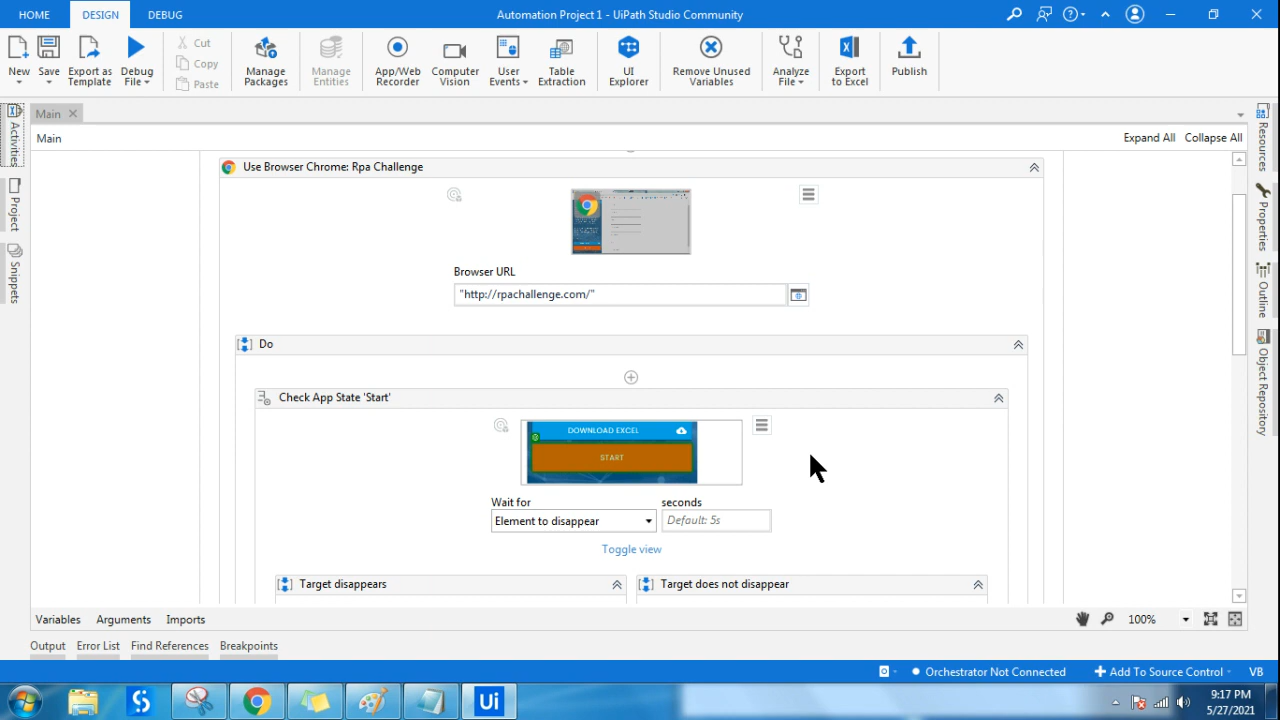 HOME DESIGN DEBUG Automation Project1 - UiPath Studio Community
New Save Export as Template Debug File Cut Copy Paste Manage Packages Manage Entities App/Web Recorder Computer Vision User Events Table Extraction UI Explorer Remove Unused Variables Analyze File Export to Excel Publish
Main
Main Expand All Collapse All
Activities
Project
Snippets
Resources
Properties
Outline
Object Repository
Use Browser Chrome: Rpa Challenge
Browser URL
"http://rpachallenge.com/"
Do
Check App State 'Start'
DOWNLOAD EXCEL
START
Wait for seconds
Element to disappear Default: 5s
Toggle view
Target disappears Target does not disappear
Variables Arguments Imports 100%
Output Error List Find References Breakpoints
Orchestrator Not Connected Add To Source Control VB
Ui
9:17 PM
5/27/2021